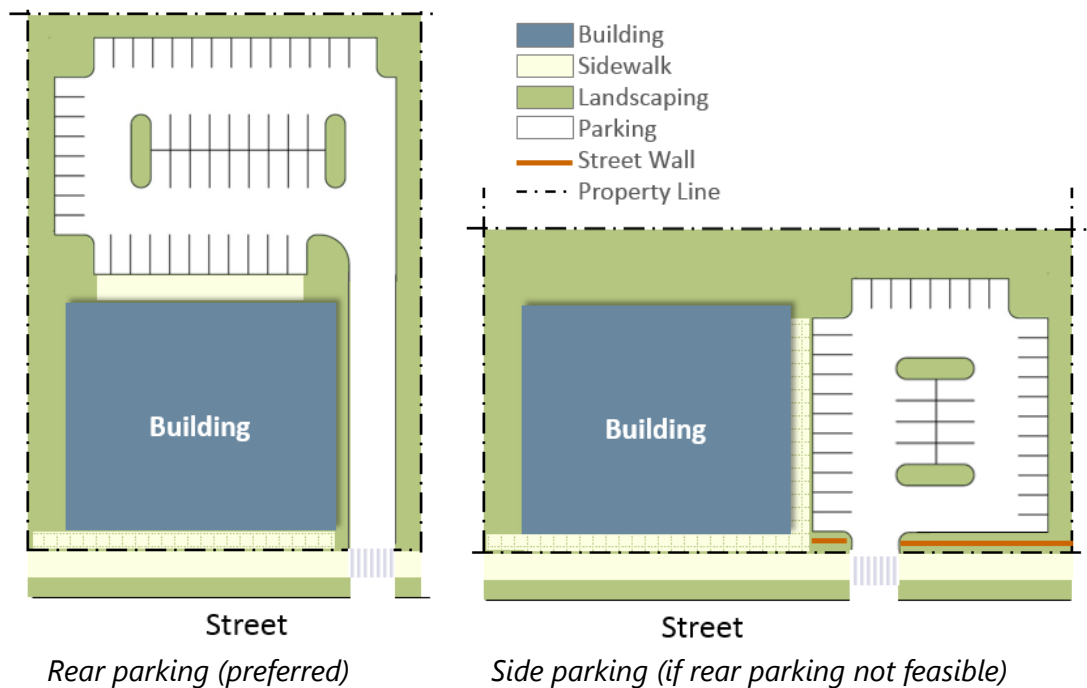 Building
Sidewalk
Landscaping
Parking
Street Wall
Property Line
Building
Building
Street
Street
Rear parking (preferred)
Side parking (if rear parking not feasible)